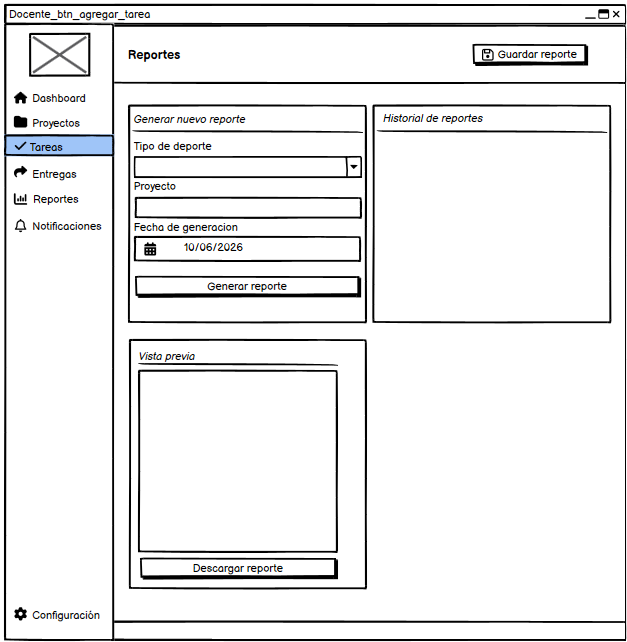 Docente_btn_agregar_tarea
Reportes
Guardar reporte
Dashboard
Proyectos
Tareas
Entregas
Reportes
Notificaciones
Configuración
Generar nuevo reporte
Tipo de deporte
Proyecto
Fecha de generacion
10/06/2026
Generar reporte
Historial de reportes
Vista previa
Descargar reporte